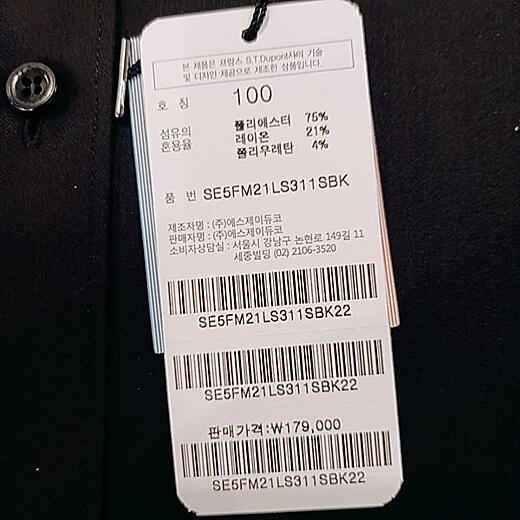 본 제품은 프랑스 S.T.Dupont사의 기술
및 디자인 제공으로 제조한 상품입니다.
호 칭 100
섬유의 혼용율
폴리에스터 75%
레이온 21%
폴리우레탄 4%
품 번 SE5FM21LS311SBK
제조자명 : (주)에스제이듀코
판매자명 : (주)에스제이듀코
소비자상담실 : 서울시 강남구 논현로 149길 11
세중빌딩 (02) 2106-3520
SE5FM21LS311SBK22
SE5FM21LS311SBK22
판매가격:₩179,000
SE5FM21LS311SBK22